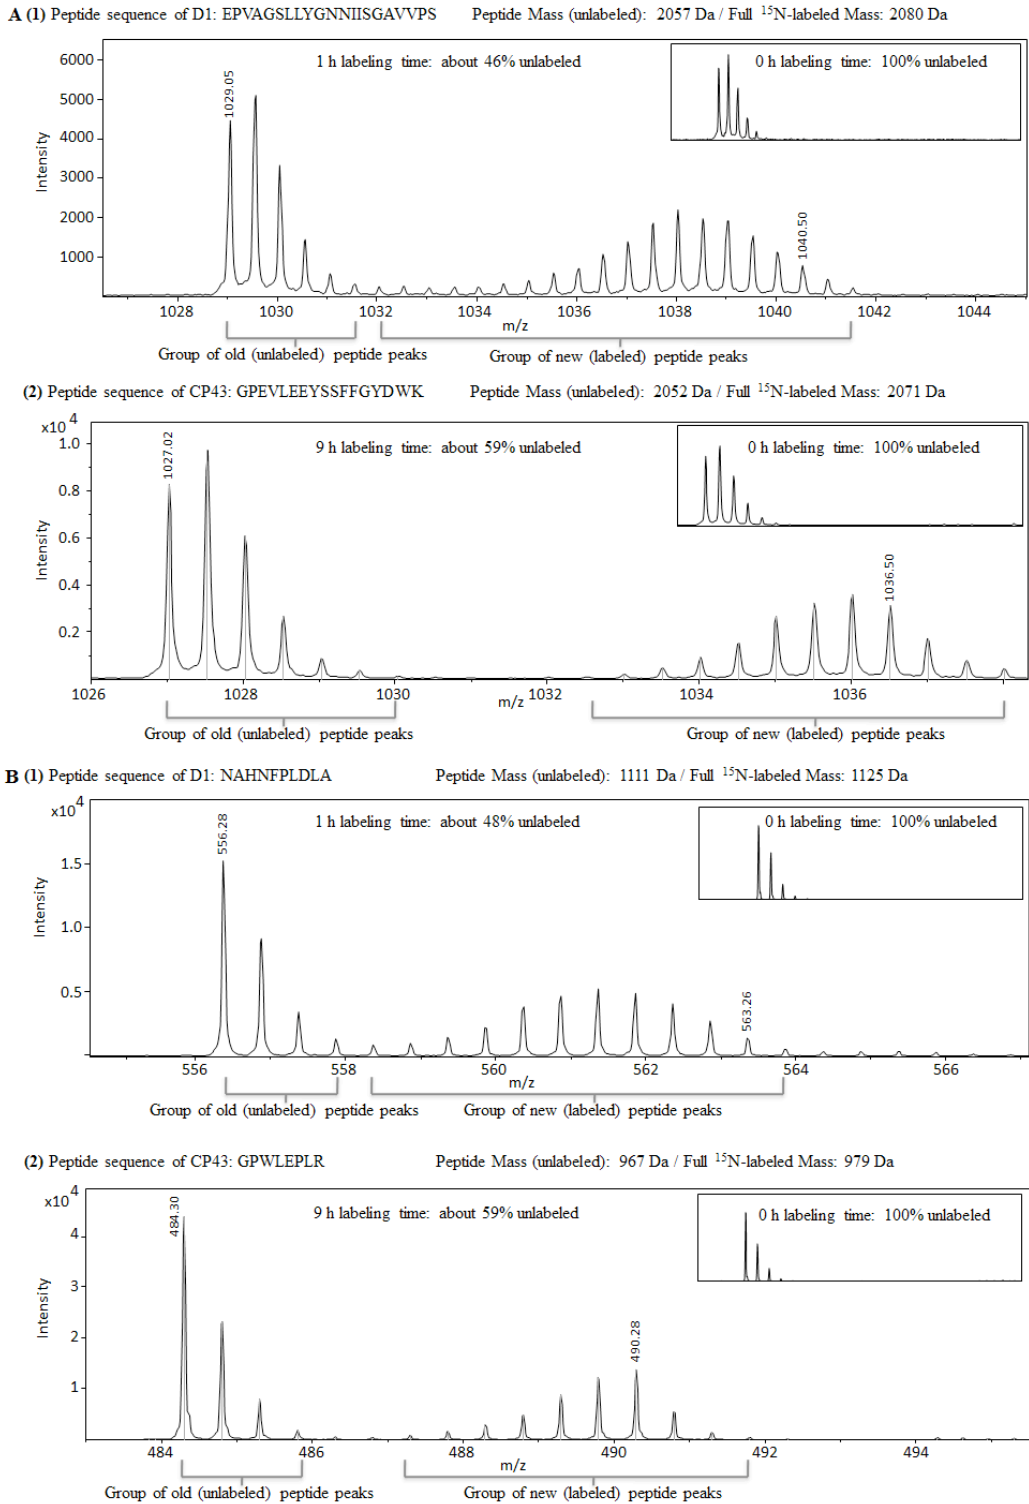 A (1) Peptide sequence of D1: EPVAGSLLYGNNIISGAVVPS Peptide Mass (unlabeled): 2057 Da / Full ¹⁵N-labeled Mass: 2080 Da
1 h labeling time: about 46% unlabeled
0 h labeling time: 100% unlabeled
6000
5000
4000
3000
2000
1000
Intensity
1029.05
1040.50
1028 1030 1032 1034 1036 1038 1040 1042 1044
m/z
Group of old (unlabeled) peptide peaks Group of new (labeled) peptide peaks
(2) Peptide sequence of CP43: GPEVLEEYSSFFGYDWK Peptide Mass (unlabeled): 2052 Da / Full ¹⁵N-labeled Mass: 2071 Da
x10⁴
9 h labeling time: about 59% unlabeled
0 h labeling time: 100% unlabeled
1.0
0.8
0.6
0.4
0.2
Intensity
1027.02
1036.50
1026 1028 1030 1032 1034 1036
m/z
Group of old (unlabeled) peptide peaks Group of new (labeled) peptide peaks
B (1) Peptide sequence of D1: NAHNFPLDLA Peptide Mass (unlabeled): 1111 Da / Full ¹⁵N-labeled Mass: 1125 Da
x10⁴
1 h labeling time: about 48% unlabeled
0 h labeling time: 100% unlabeled
1.5
1.0
0.5
Intensity
556.28
563.26
556 558 560 562 564 566
m/z
Group of old (unlabeled) peptide peaks Group of new (labeled) peptide peaks
(2) Peptide sequence of CP43: GPWLEPLR Peptide Mass (unlabeled): 967 Da / Full ¹⁵N-labeled Mass: 979 Da
x10⁴
9 h labeling time: about 59% unlabeled
0 h labeling time: 100% unlabeled
4
3
2
1
Intensity
484.30
490.28
484 486 488 490 492 494
m/z
Group of old (unlabeled) peptide peaks Group of new (labeled) peptide peaks